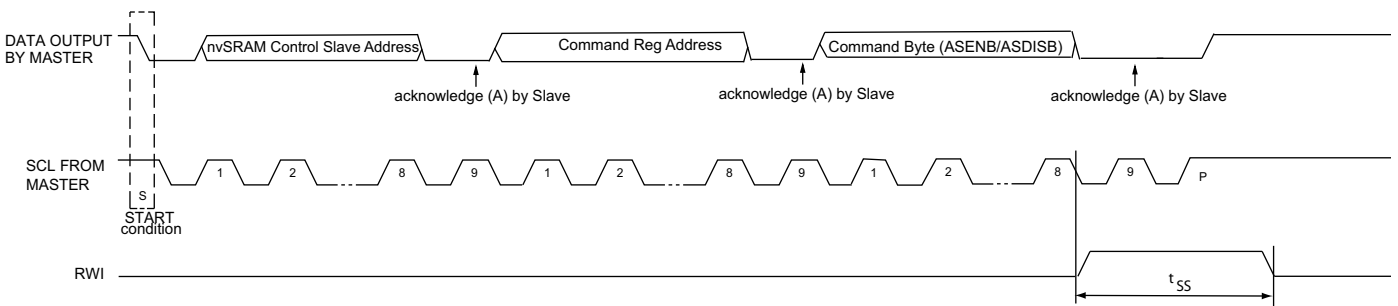 DATA OUTPUT
BY MASTER
nvSRAM Control Slave Address
Command Reg Address
Command Byte (ASENB/ASDISB)
acknowledge (A) by Slave
acknowledge (A) by Slave
acknowledge (A) by Slave
SCL FROM
MASTER
1 2 8 9 1 2 8 9 1 2 8 9 P
S
START
condition
RWI
tSS